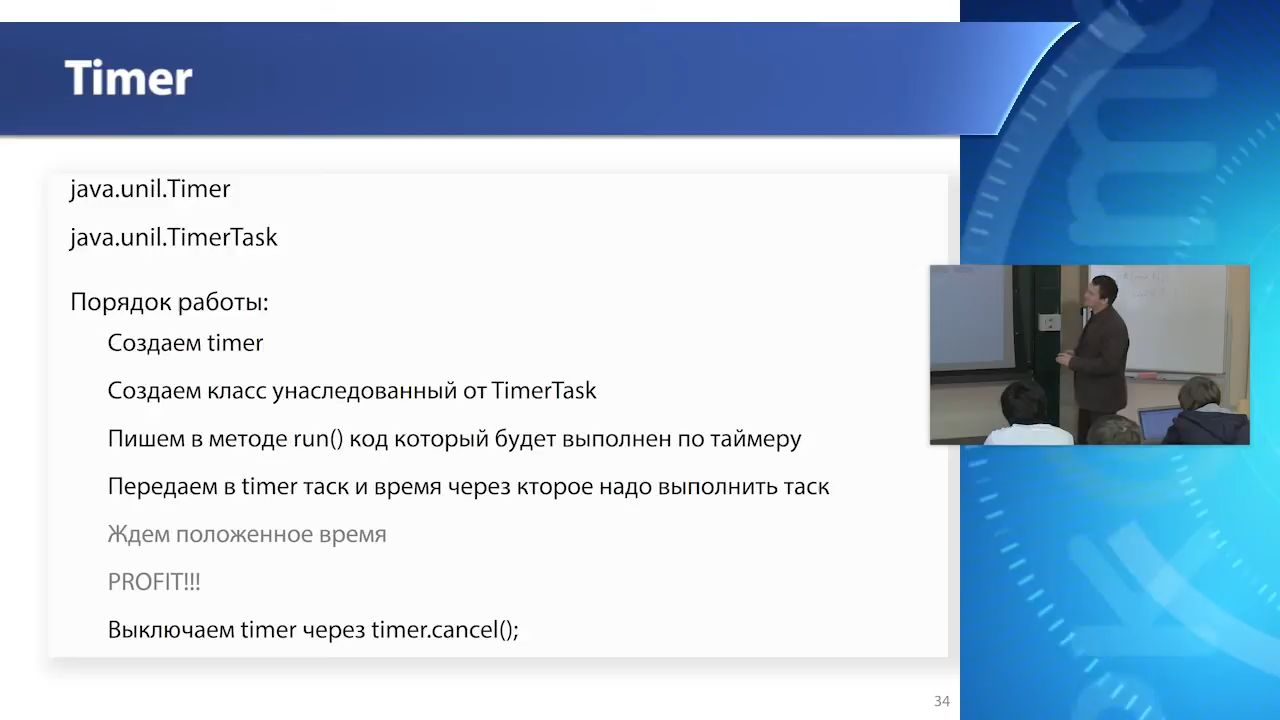 Timer
java.unil.Timer
java.unil.TimerTask
Порядок работы:
Создаем timer
Создаем класс унаследованный от TimerTask
Пишем в методе run() код который будет выполнен по таймеру
Передаем в timer таск и время через кторое надо выполнить таск
Ждем положенное время
PROFIT!!!
Выключаем timer через timer.cancel();
34